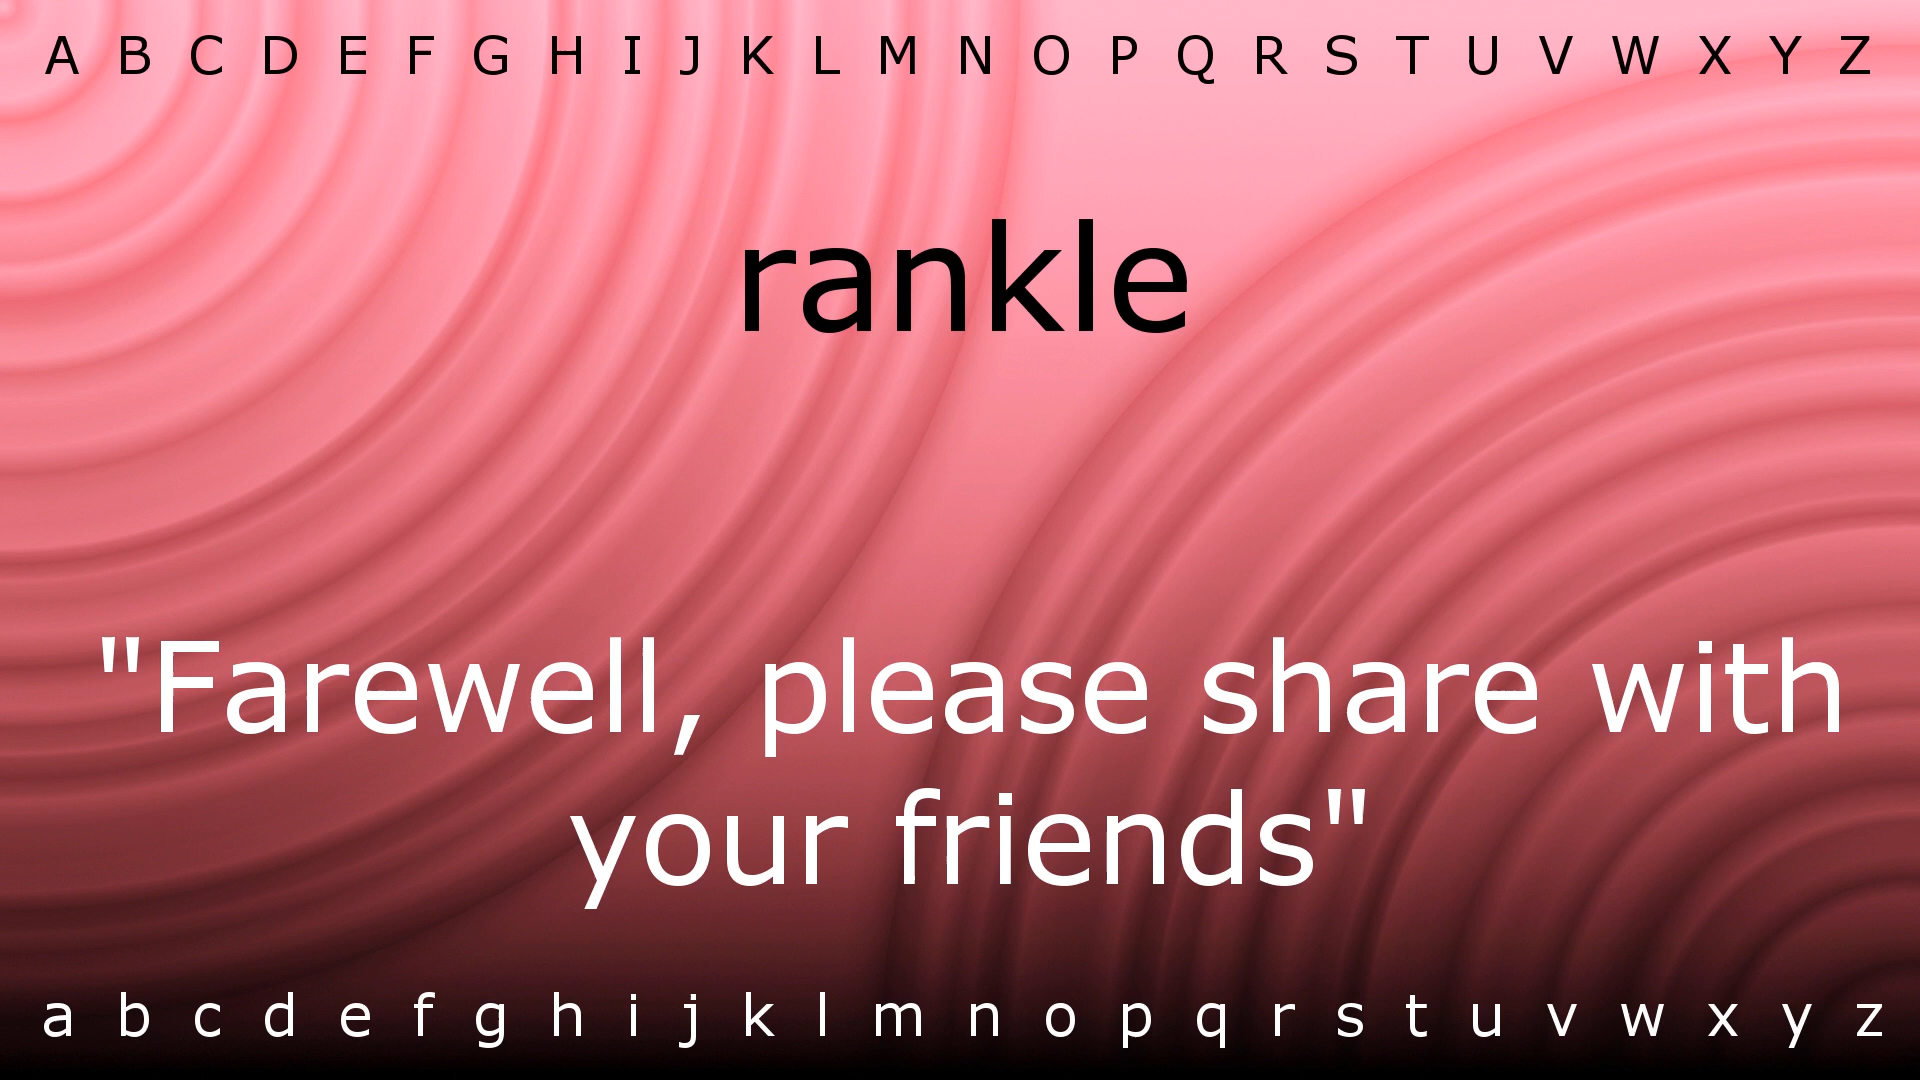 A B C D E F G H I J K L M N O P Q R S T U V W X Y Z
rankle
"Farewell, please share with
your friends"
a b c d e f g h i j k l m n o p q r s t u v w x y z